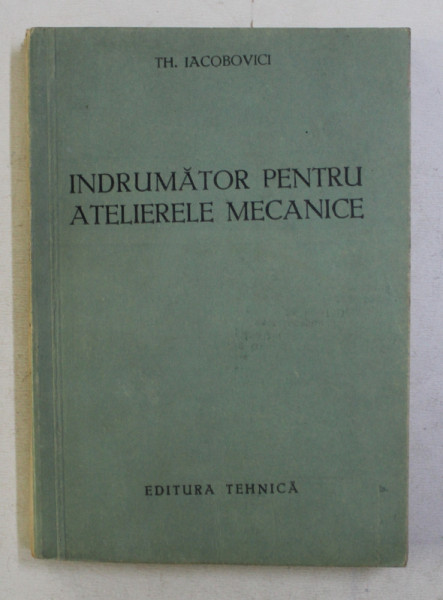 TH. IACOBOVICI
INDRUMĂTOR PENTRU
ATELIERELE MECANICE
EDITURA TEHNICĂ